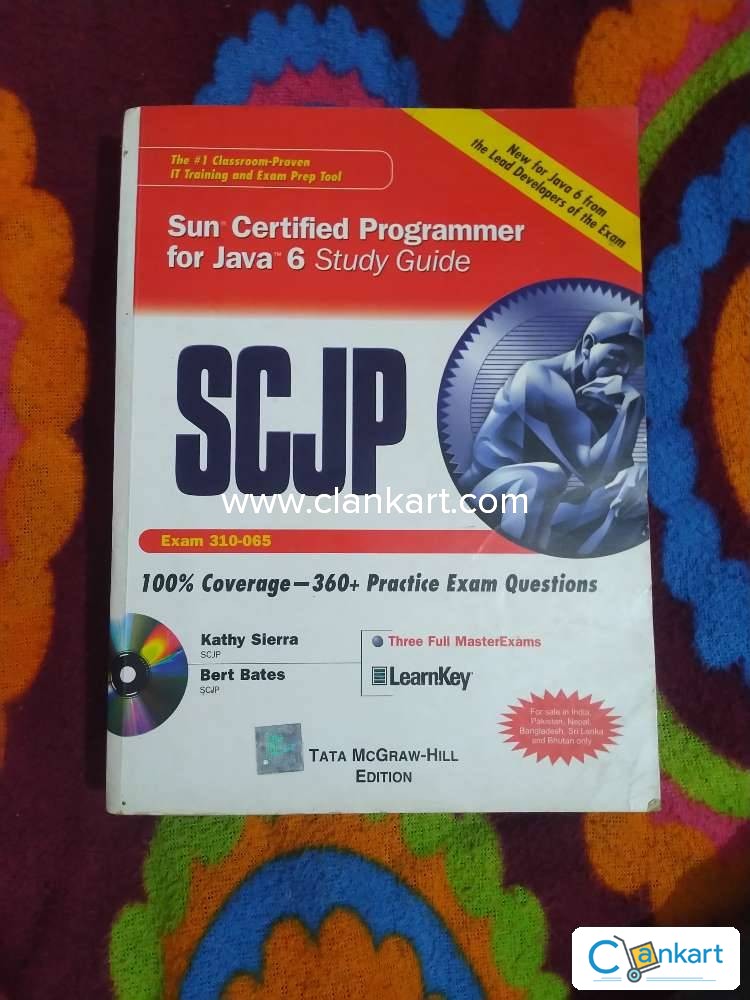 The #1 Classroom-Proven
IT Training and Exam Prep Tool
New for Java 6 from
the Lead Developers of the Exam
Sun® Certified Programmer
for Java™ 6 Study Guide
SCJP
www.clankart.com
Exam 310-065
100% Coverage—360+ Practice Exam Questions
Kathy Sierra
SCJP
Bert Bates
SCJP
Three Full MasterExams
LearnKey
For sale in India,
Pakistan, Nepal,
Bangladesh, Sri Lanka
and Bhutan only
TATA MCGRAW-HILL
EDITION
Clankart